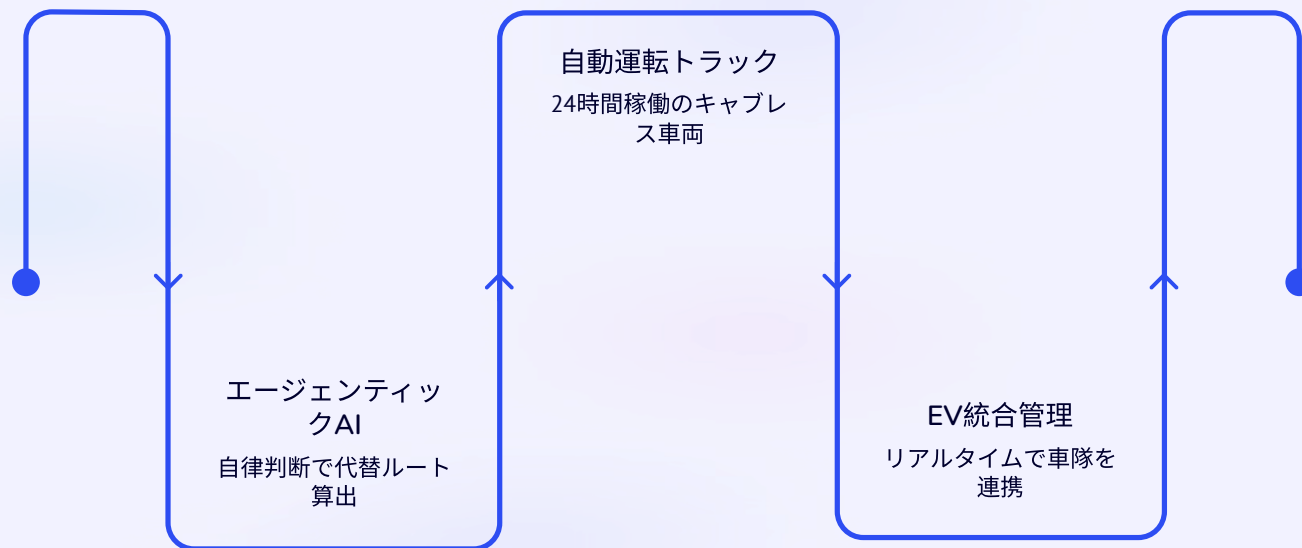 エージェンティッ
クAI
自律判断で代替ルート
算出
自動運転トラック
24時間稼働のキャブレ
ス車両
EV統合管理
リアルタイムで車隊を
連携